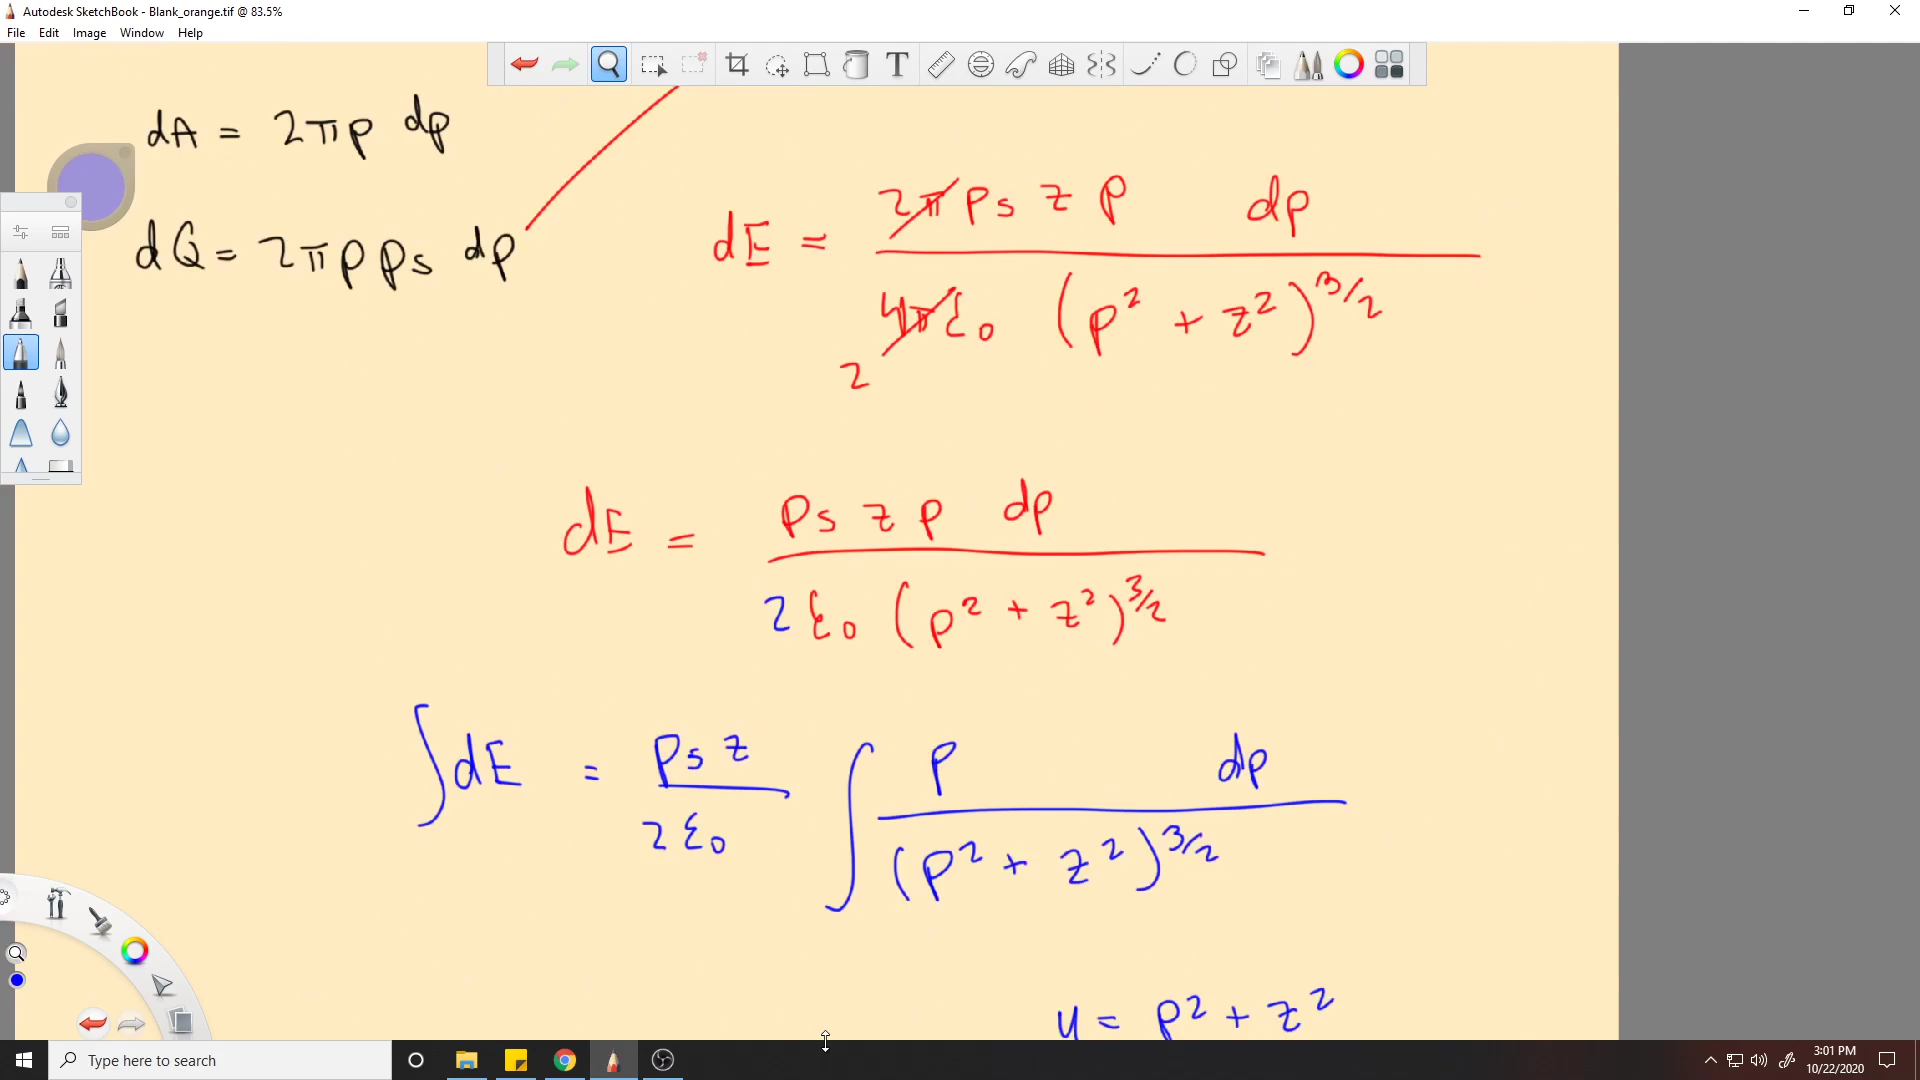 Autodesk SketchBook - Blank_orange.tif @ 83.5%
File Edit Image Window Help
dA = 2πρ dρ
dQ = 2πρ ρs dρ
dE = 2π ρs z ρ dρ
4π ε0 (ρ² + z²)^3/2
2
dE = ρs z ρ dρ
2 ε0 (ρ² + z²)^3/2
∫dE = ρs z ∫ ρ dρ
2 ε0 (ρ² + z²)^3/2
u = ρ² + z²
Type here to search
3:01 PM
10/22/2020